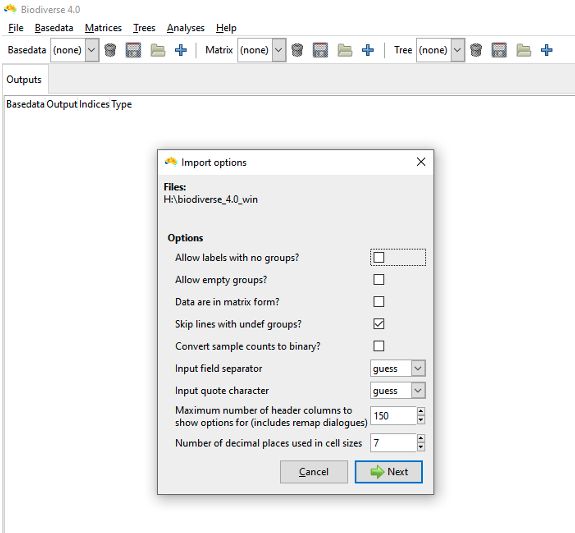 Biodiverse 4.0
File Basedata Matrices Trees Analyses Help
Basedata (none) Matrix (none) Tree (none)
Outputs
Basedata Output Indices Type
Import options
Files:
H:\biodiverse_4.0_win
Options
Allow labels with no groups?
Allow empty groups?
Data are in matrix form?
Skip lines with undef groups?
Convert sample counts to binary?
Input field separator guess
Input quote character guess
Maximum number of header columns to
show options for (includes remap dialogues) 150
Number of decimal places used in cell sizes 7
Cancel Next